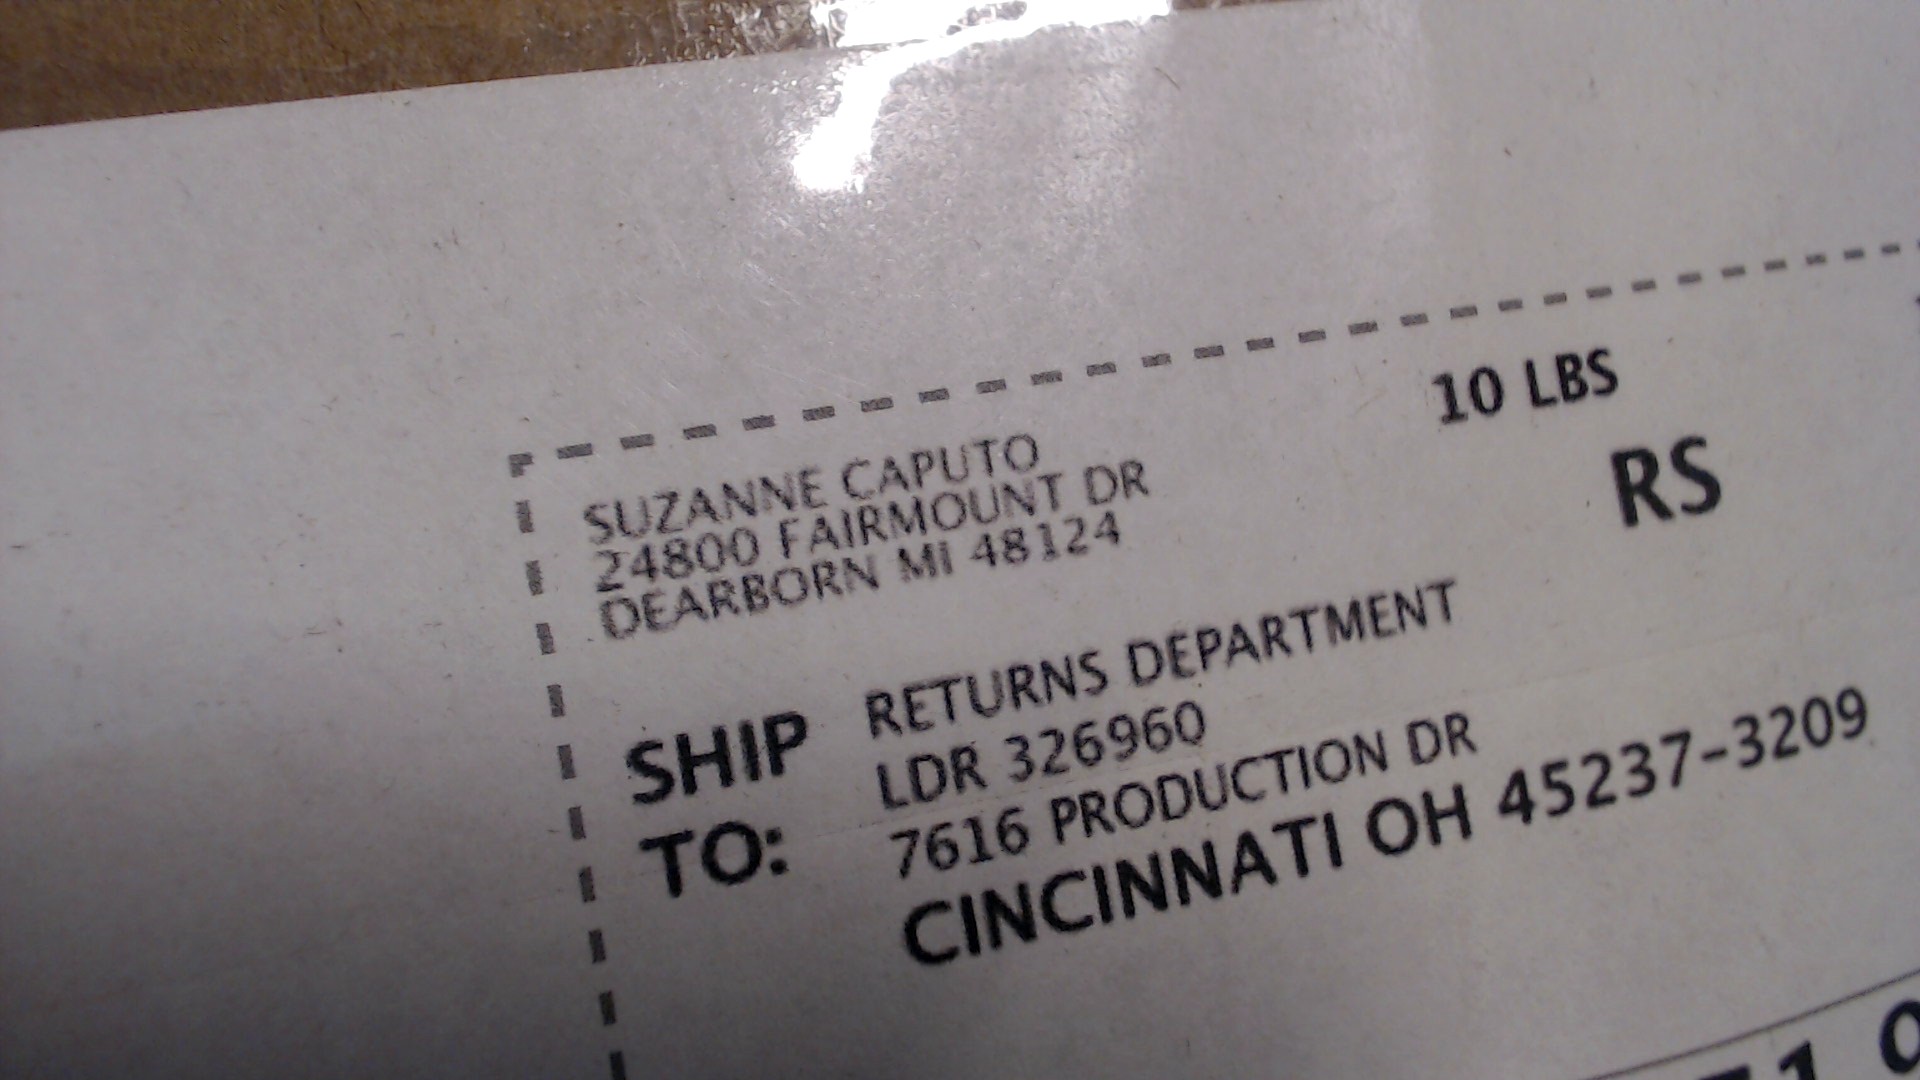 SUZANNE CAPUTO
24800 FAIRMOUNT DR
DEARBORN MI 48124
10 LBS
RS
SHIP TO:
RETURNS DEPARTMENT
LDR 326960
7616 PRODUCTION DR
CINCINNATI OH 45237-3209